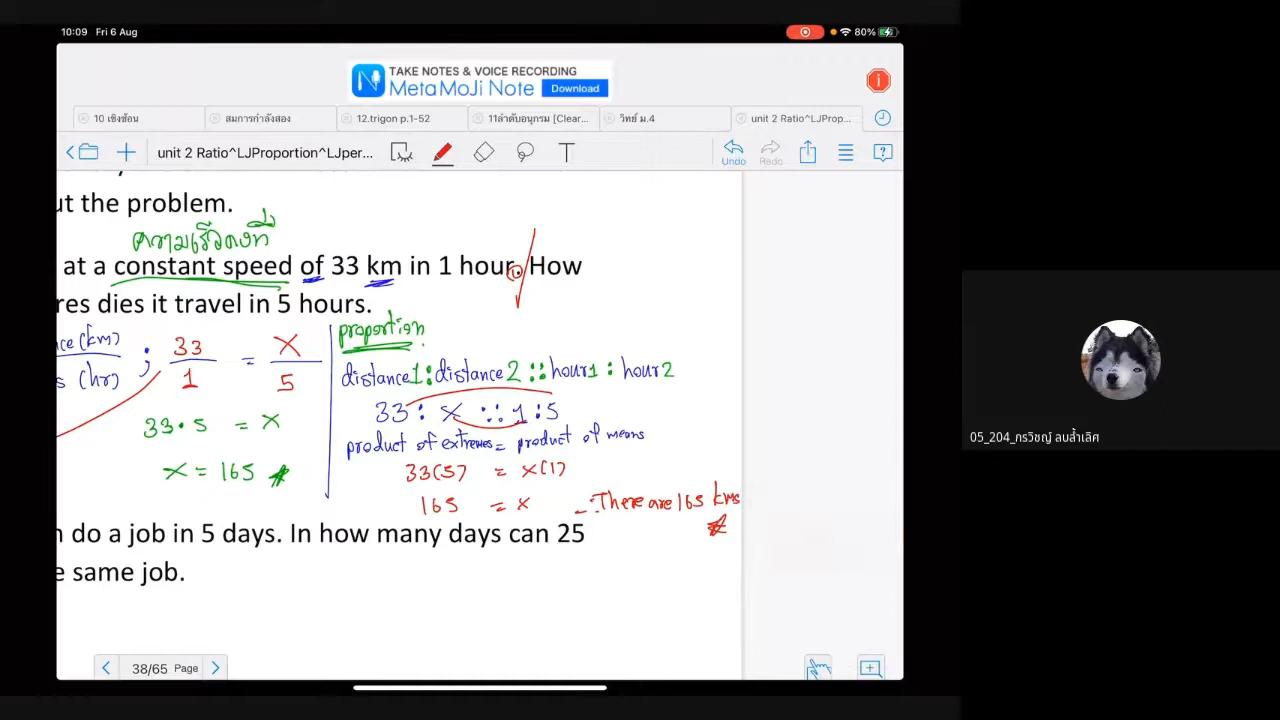 10:09 Fri 6 Aug
80%
TAKE NOTES & VOICE RECORDING
MetaMoJi Note
Download
10 เชิงซ้อน
สมการกำลังสอง
12.trigon p.1-52
11ลำดับอนุกรม [Clear...
วิทย์ ม.4
unit 2 Ratio^LJProp...
unit 2 Ratio^LJProportion^LJper...
T
Undo
Redo
ut the problem.
ความเร็วคงที่
at a constant speed of 33 km in 1 hour. How
res dies it travel in 5 hours.
nce (km)
s (hr)
; 33/1 = X/5
33·5 = x
x = 165
proportion
distance1:distance2::hour1:hour2
33 : x :: 1:5
product of extremes = product of means
33(5) = x(1)
165 = x
∴ There are 165 kms
n do a job in 5 days. In how many days can 25
e same job.
38/65 Page
05_204_กรวิชญ์ ลบล้ำเลิศ